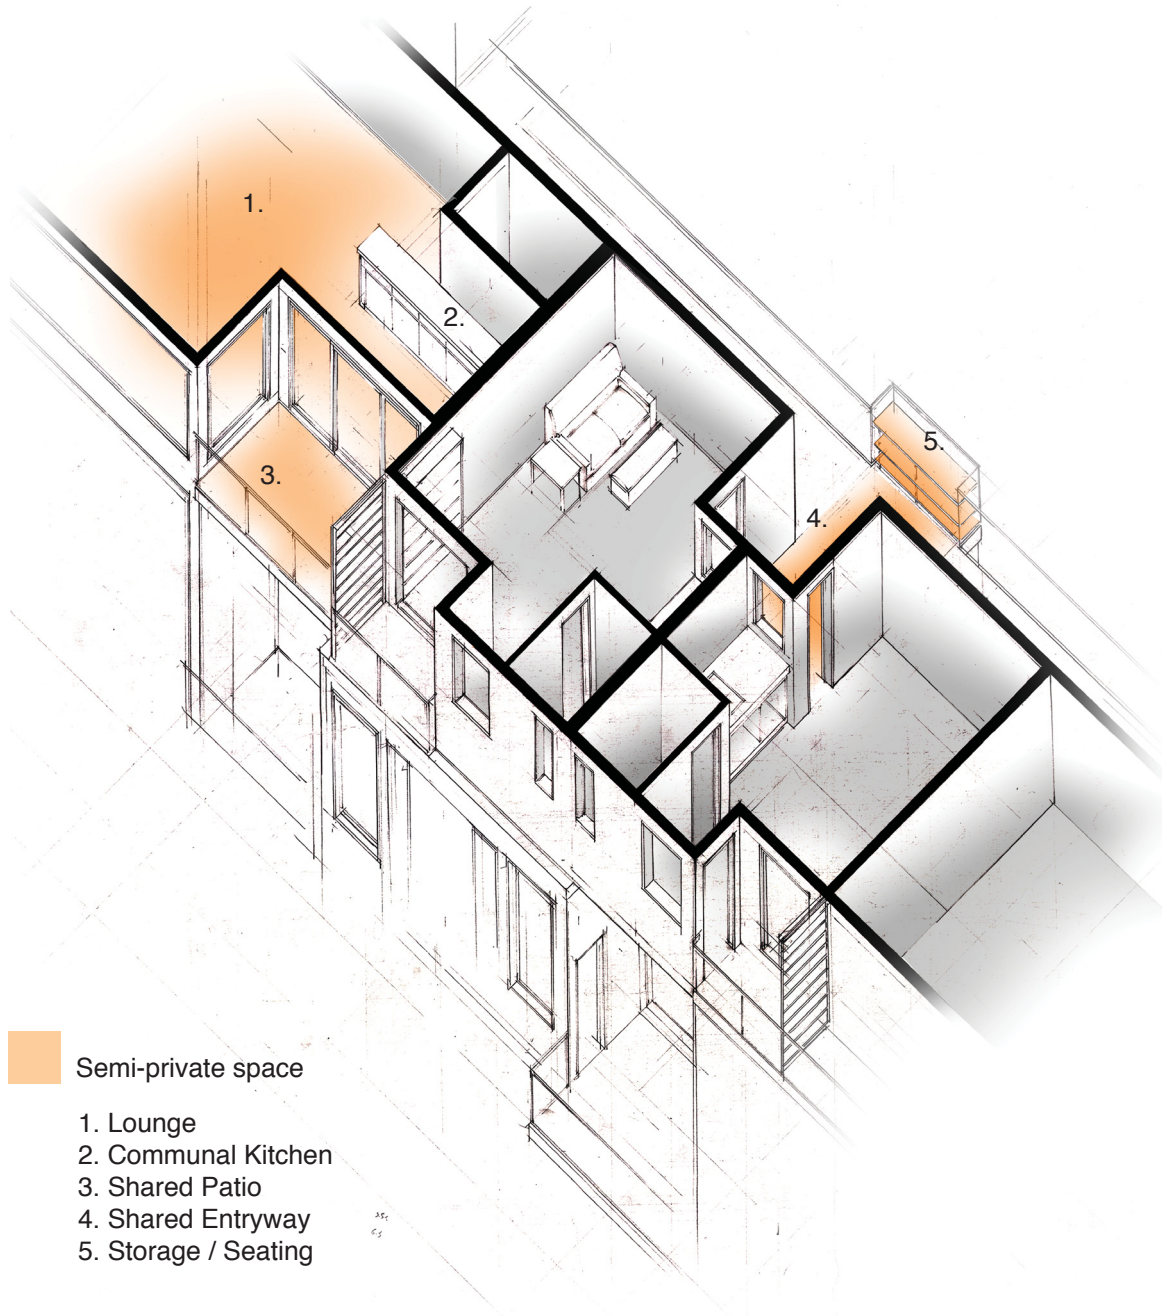 1.
2.
3.
4.
5.
Semi-private space
1. Lounge
2. Communal Kitchen
3. Shared Patio
4. Shared Entryway
5. Storage / Seating